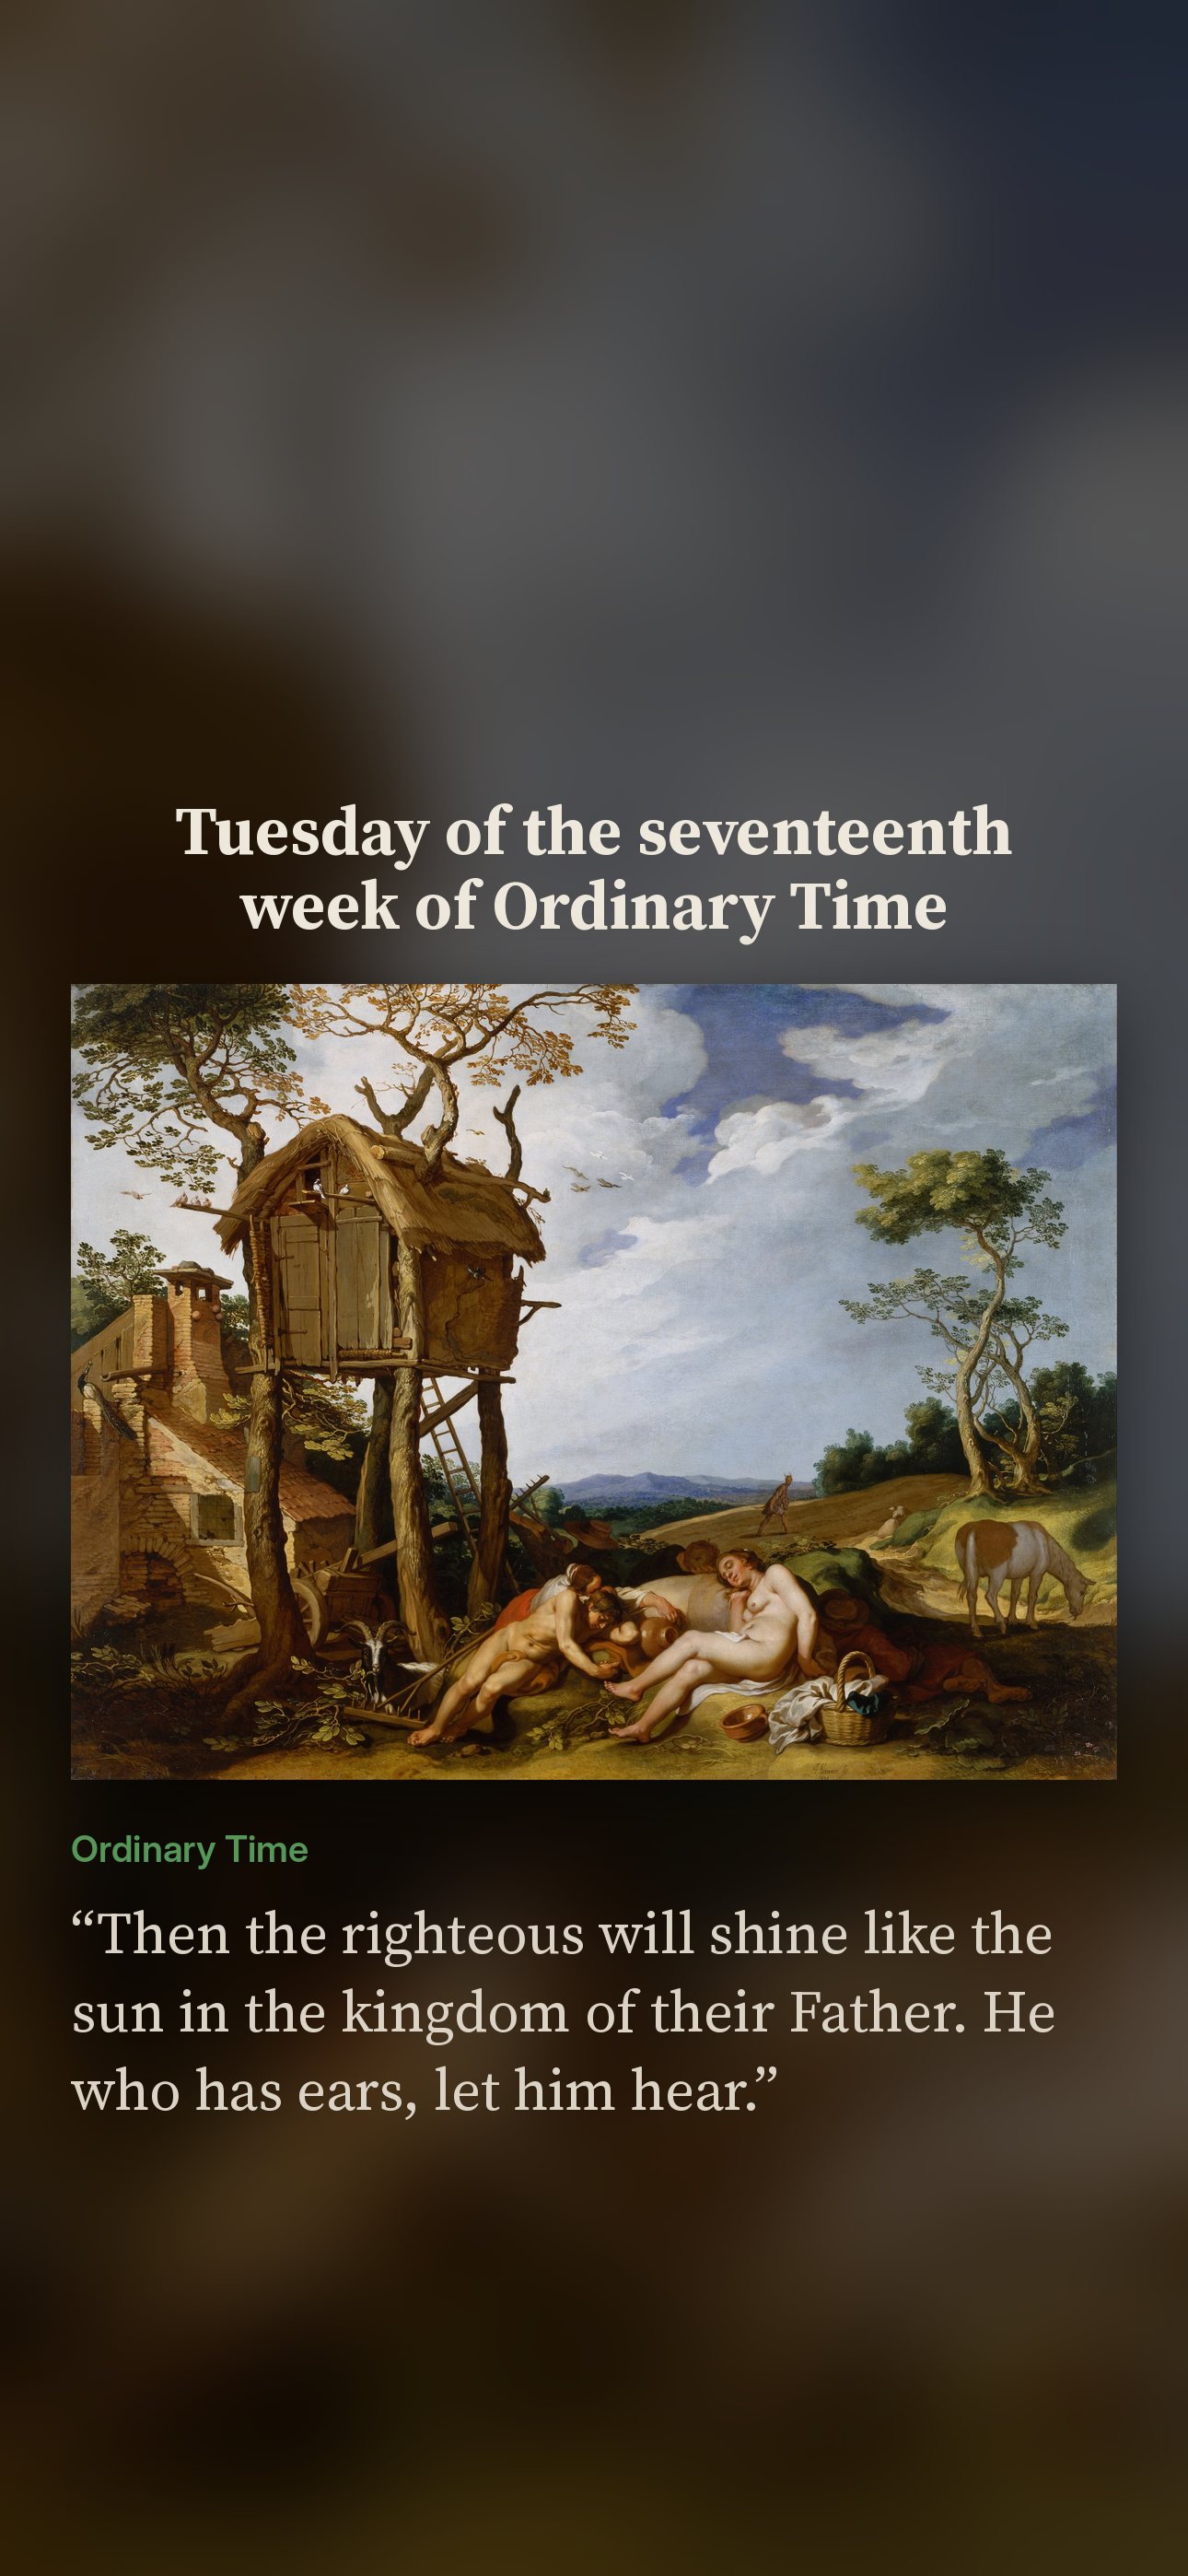 Tuesday of the seventeenth
week of Ordinary Time
Ordinary Time
“Then the righteous will shine like the
sun in the kingdom of their Father. He
who has ears, let him hear.”